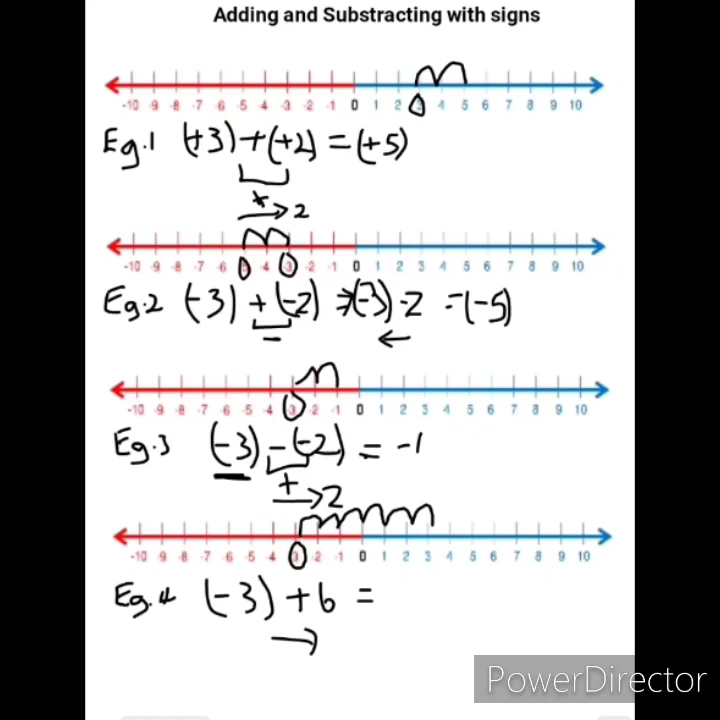 Adding and Substracting with signs
-10 -9 -8 -7 -6 -5 -4 -3 -2 -1 0 1 2 3 4 5 6 7 8 9 10
Eg.1 (+3)+(+2)=(+5)
+
2
-10 -9 -8 -7 -6 -5 -4 -3 -2 -1 0 1 2 3 4 5 6 7 8 9 10
Eg.2 (-3)+(-2) ⇒(-3)-2 =(-5)
-
-10 -9 -8 -7 -6 -5 -4 -3 -2 -1 0 1 2 3 4 5 6 7 8 9 10
Eg.3 (-3)-(-2) = -1
+
2
-10 -9 -8 -7 -6 -5 -4 -3 -2 -1 0 1 2 3 4 5 6 7 8 9 10
Eg.4 (-3)+6 =
PowerDirector